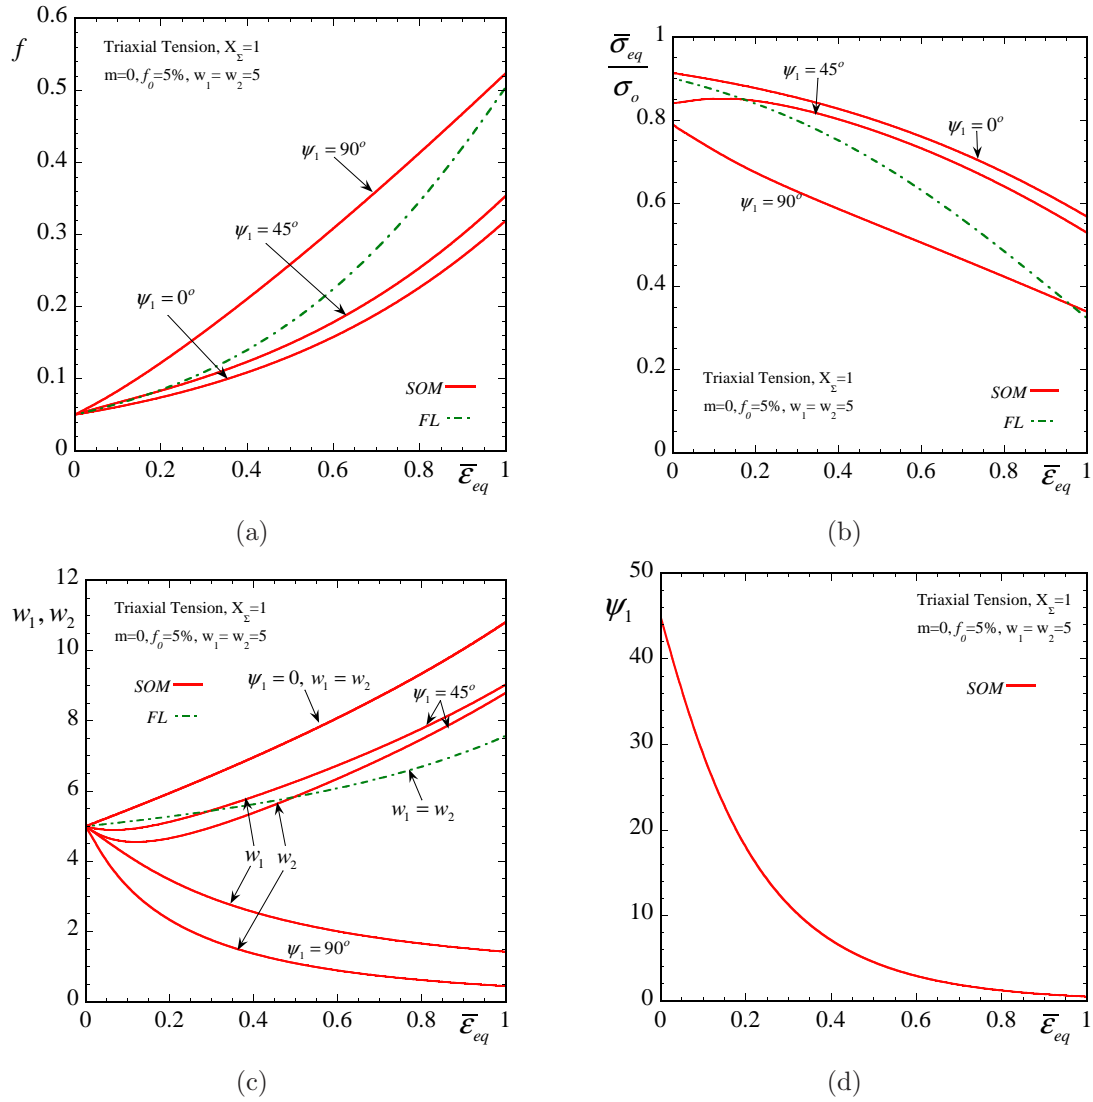 0.6
f
Triaxial Tension, X_Σ=1
m=0, f_0=5%, w_1= w_2=5
0.5
ψ_1 = 90°
0.4
ψ_1 = 45°
0.3
ψ_1 = 0°
0.2
0.1
SOM
FL
0
0 0.2 0.4 0.6 0.8 1
ε̄_eq
(a)
1
σ̄_eq
σ_o
ψ_1 = 45°
0.8
ψ_1 = 0°
0.6
ψ_1 = 90°
0.4
0.2
Triaxial Tension, X_Σ=1
m=0, f_0=5%, w_1= w_2=5
SOM
FL
0
0 0.2 0.4 0.6 0.8 1
ε̄_eq
(b)
12
w_1, w_2
Triaxial Tension, X_Σ=1
m=0, f_0=5%, w_1= w_2=5
10
SOM
FL
ψ_1 = 0, w_1 = w_2
ψ_1 = 45°
8
6
w_1 = w_2
4
w_1 w_2
2
ψ_1 = 90°
0
0 0.2 0.4 0.6 0.8 1
ε̄_eq
(c)
50
ψ_1
Triaxial Tension, X_Σ=1
m=0, f_0=5%, w_1= w_2=5
40
SOM
30
20
10
0
0 0.2 0.4 0.6 0.8 1
ε̄_eq
(d)